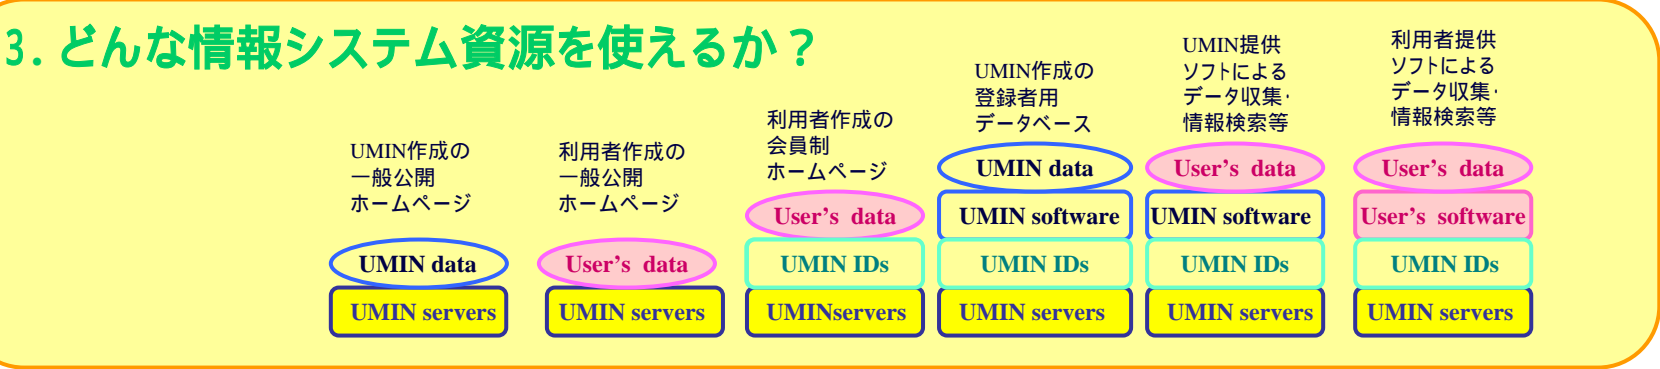 3. どんな情報システム資源を使えるか？
UMIN作成の
一般公開
ホームページ
UMIN data
UMIN servers
利用者作成の
一般公開
ホームページ
User's data
UMIN servers
利用者作成の
会員制
ホームページ
User's data
UMIN IDs
UMINservers
UMIN作成の
登録者用
データベース
UMIN data
UMIN software
UMIN IDs
UMIN servers
UMIN提供
ソフトによる
データ収集・
情報検索等
User's data
UMIN software
UMIN IDs
UMIN servers
利用者提供
ソフトによる
データ収集・
情報検索等
User's data
User's software
UMIN IDs
UMIN servers